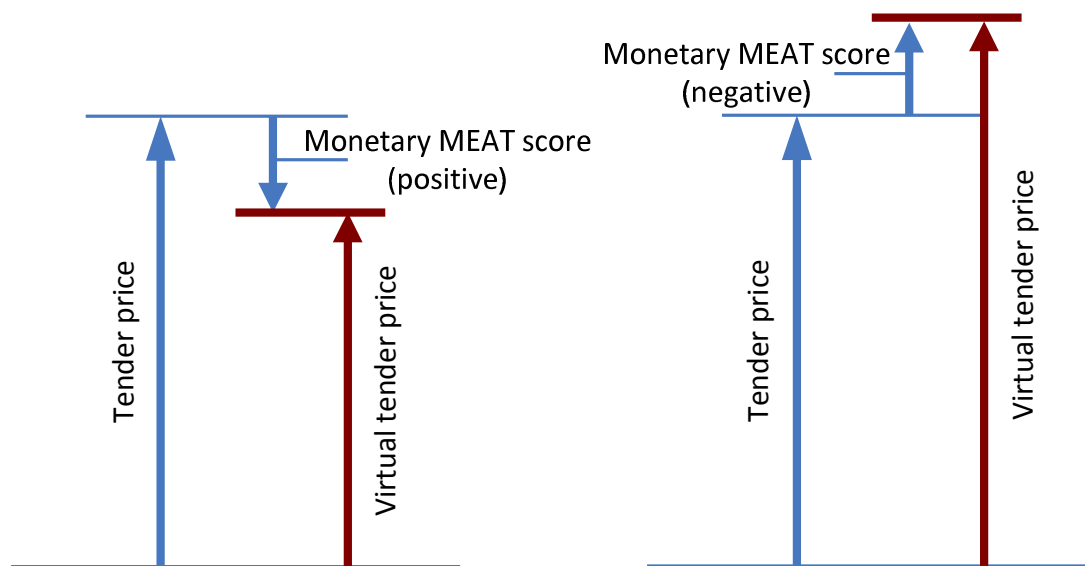 Monetary MEAT score
(positive)
Tender price
Virtual tender price
Monetary MEAT score
(negative)
Tender price
Virtual tender price